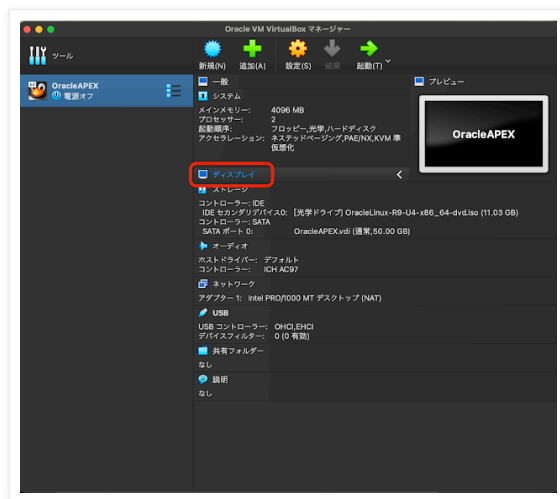 Oracle VM VirtualBox マネージャー
ツール
新規(N) 追加(A) 設定(S) 破棄 起動(T)
OracleAPEX
電源オフ
一般
プレビュー
システム
メインメモリー: 4096 MB
プロセッサー: 2
起動順序: フロッピー,光学,ハードディスク
アクセラレーション: ネステッドページング,PAE/NX,KVM 準
仮想化
OracleAPEX
ディスプレイ
ストレージ
コントローラー: IDE
IDE セカンダリデバイス0: [光学ドライブ] OracleLinux-R9-U4-x86_64-dvd.iso (11.03 GB)
コントローラー: SATA
SATA ポート 0: OracleAPEX.vdi (通常,50.00 GB)
オーディオ
ホストドライバー: デフォルト
コントローラー: ICH AC97
ネットワーク
アダプター 1: Intel PRO/1000 MT デスクトップ (NAT)
USB
USB コントローラー: OHCI,EHCI
デバイスフィルター: 0 (0 有効)
共有フォルダー
なし
説明
なし